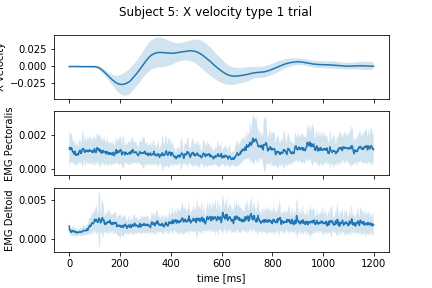 Subject 5: X velocity type 1 trial
0.025
0.000
−0.025
X velocity
0.002
0.000
EMG Pectoralis
0.005
0.000
EMG Deltoid
0 200 400 600 800 1000 1200
time [ms]